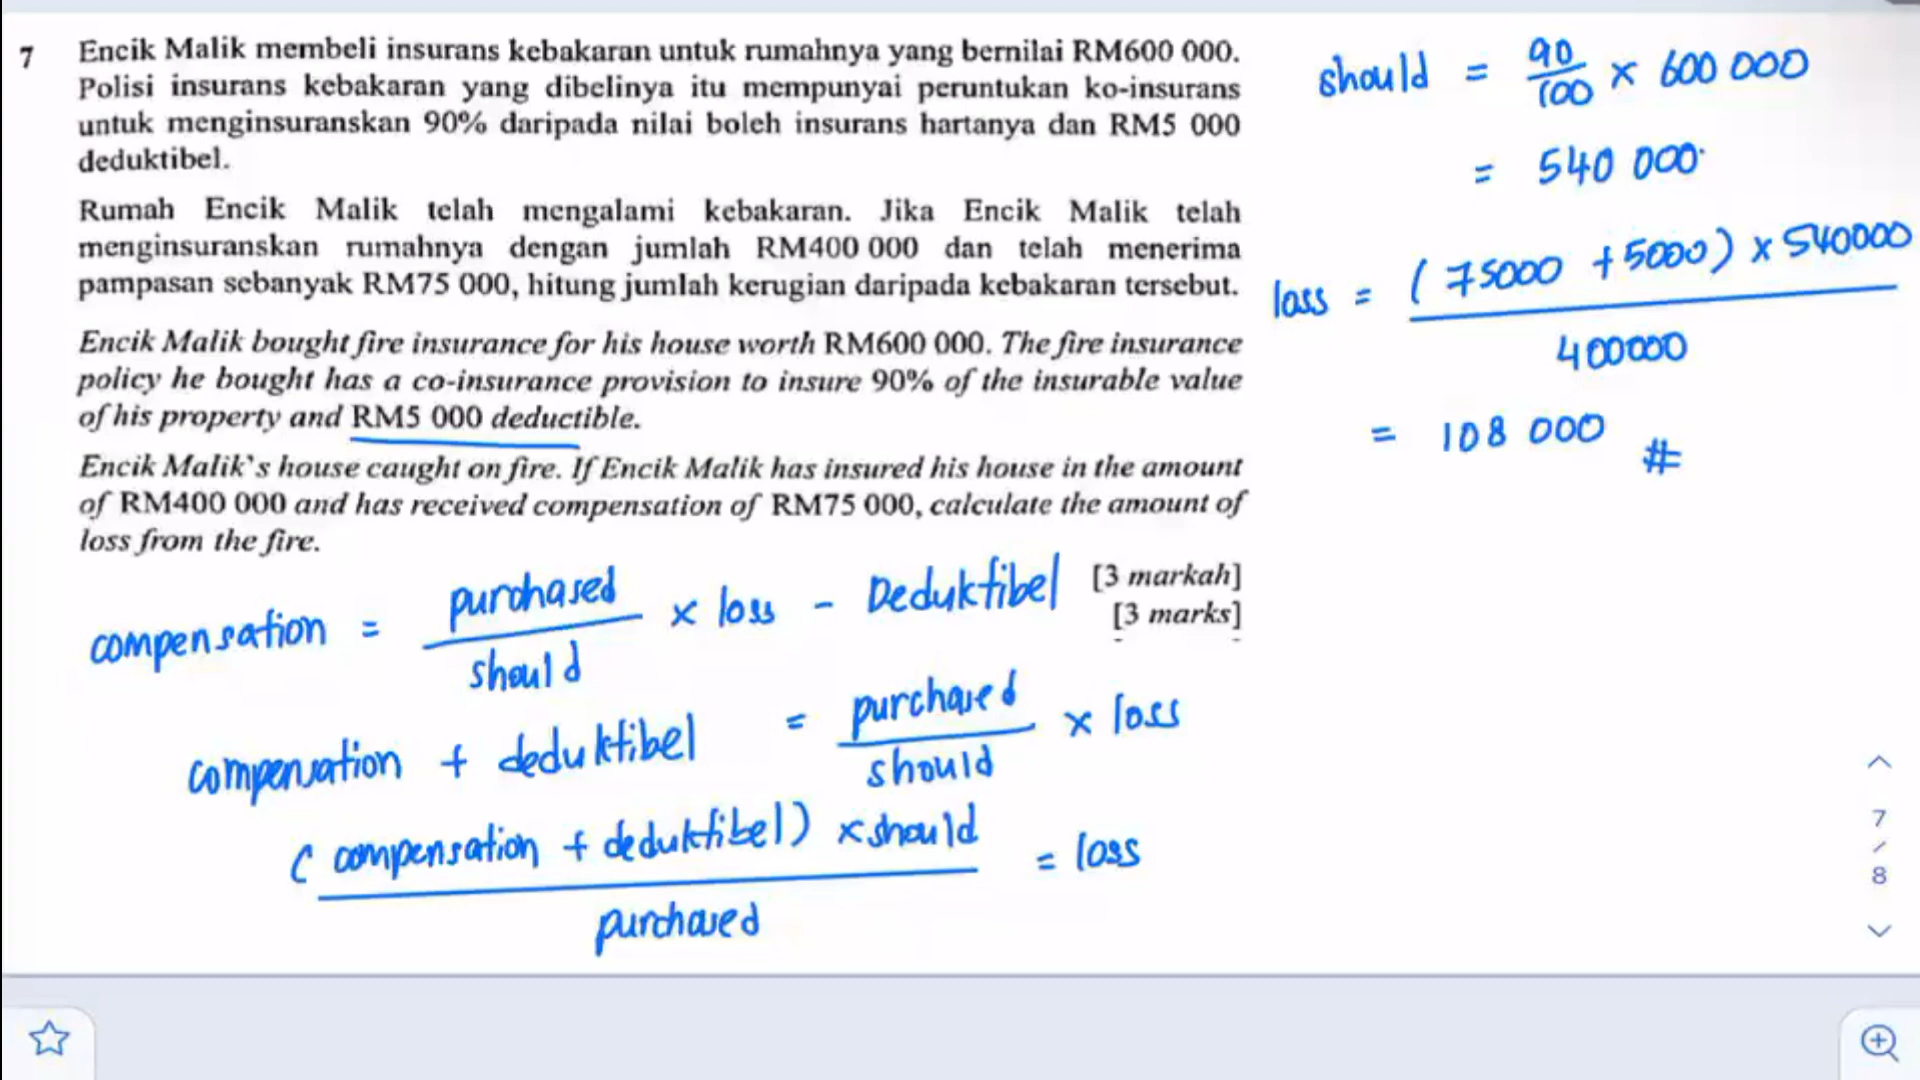 7 Encik Malik membeli insurans kebakaran untuk rumahnya yang bernilai RM600 000.
Polisi insurans kebakaran yang dibelinya itu mempunyai peruntukan ko-insurans
untuk menginsuranskan 90% daripada nilai boleh insurans hartanya dan RM5 000
deduktibel.
Rumah Encik Malik telah mengalami kebakaran. Jika Encik Malik telah
menginsuranskan rumahnya dengan jumlah RM400 000 dan telah menerima
pampasan sebanyak RM75 000, hitung jumlah kerugian daripada kebakaran tersebut.
Encik Malik bought fire insurance for his house worth RM600 000. The fire insurance
policy he bought has a co-insurance provision to insure 90% of the insurable value
of his property and RM5 000 deductible.
Encik Malik's house caught on fire. If Encik Malik has insured his house in the amount
of RM400 000 and has received compensation of RM75 000, calculate the amount of
loss from the fire.
[3 markah]
[3 marks]
compensation = purchased / should × loss - Deduktibel
compensation + deduktibel = purchased / should × loss
(compensation + deduktibel) × should / purchased = loss
should = 90/100 × 600 000
= 540 000
loss = (75000 + 5000) × 540000 / 400000
= 108 000 #
7
/
8